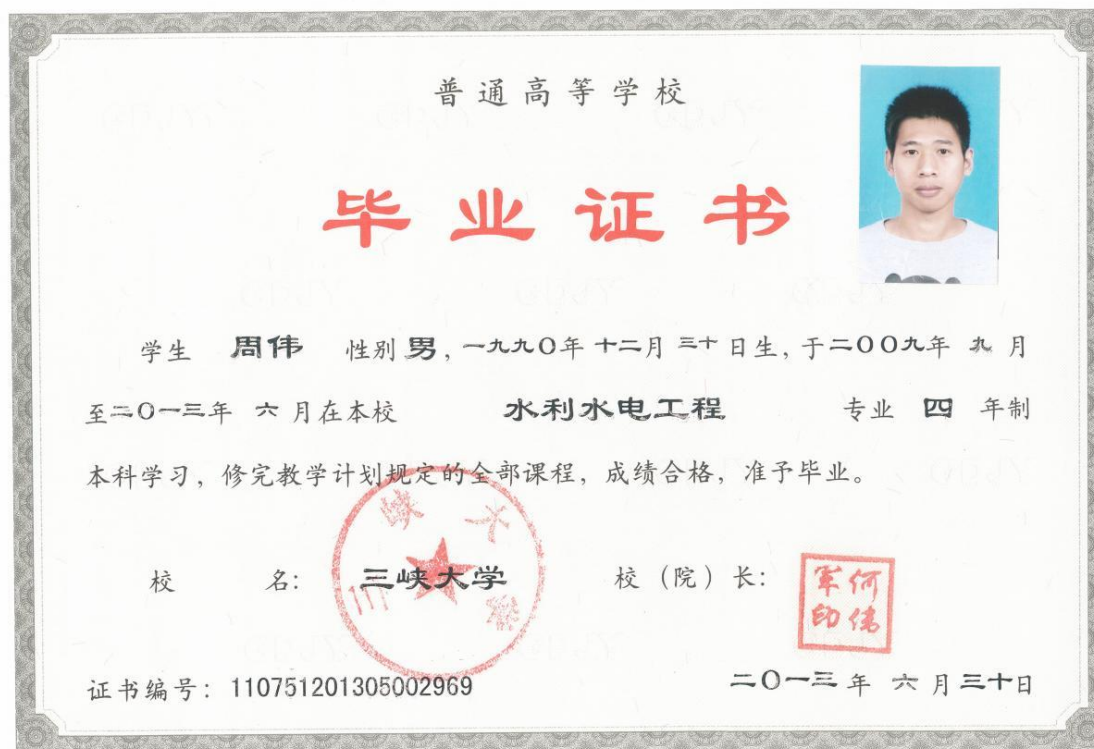 普通高等学校
毕业证书
学生 周伟 性别男，一九九〇年十二月三十日生，于二〇〇九年 九 月
至二〇一三年 六 月在本校 水利水电工程 专业 四 年制
本科学习，修完教学计划规定的全部课程，成绩合格，准予毕业。
三峡大学
校 名： 三峡大学 校（院）长： 何伟军印
证书编号：110751201305002969 二〇一三年 六 月三十日